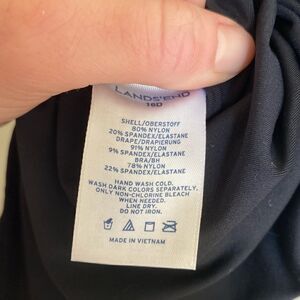 LANDS' END
16D
SHELL/OBERSTOFF
80% NYLON
20% SPANDEX/ELASTANE
DRAPE/DRAPIERUNG
91% NYLON
9% SPANDEX/ELASTANE
BRA/BH
78% NYLON
22% SPANDEX/ELASTANE
HAND WASH COLD.
WASH DARK COLORS SEPARATELY.
ONLY NON-CHLORINE BLEACH
WHEN NEEDED.
LINE DRY.
DO NOT IRON.
MADE IN VIETNAM